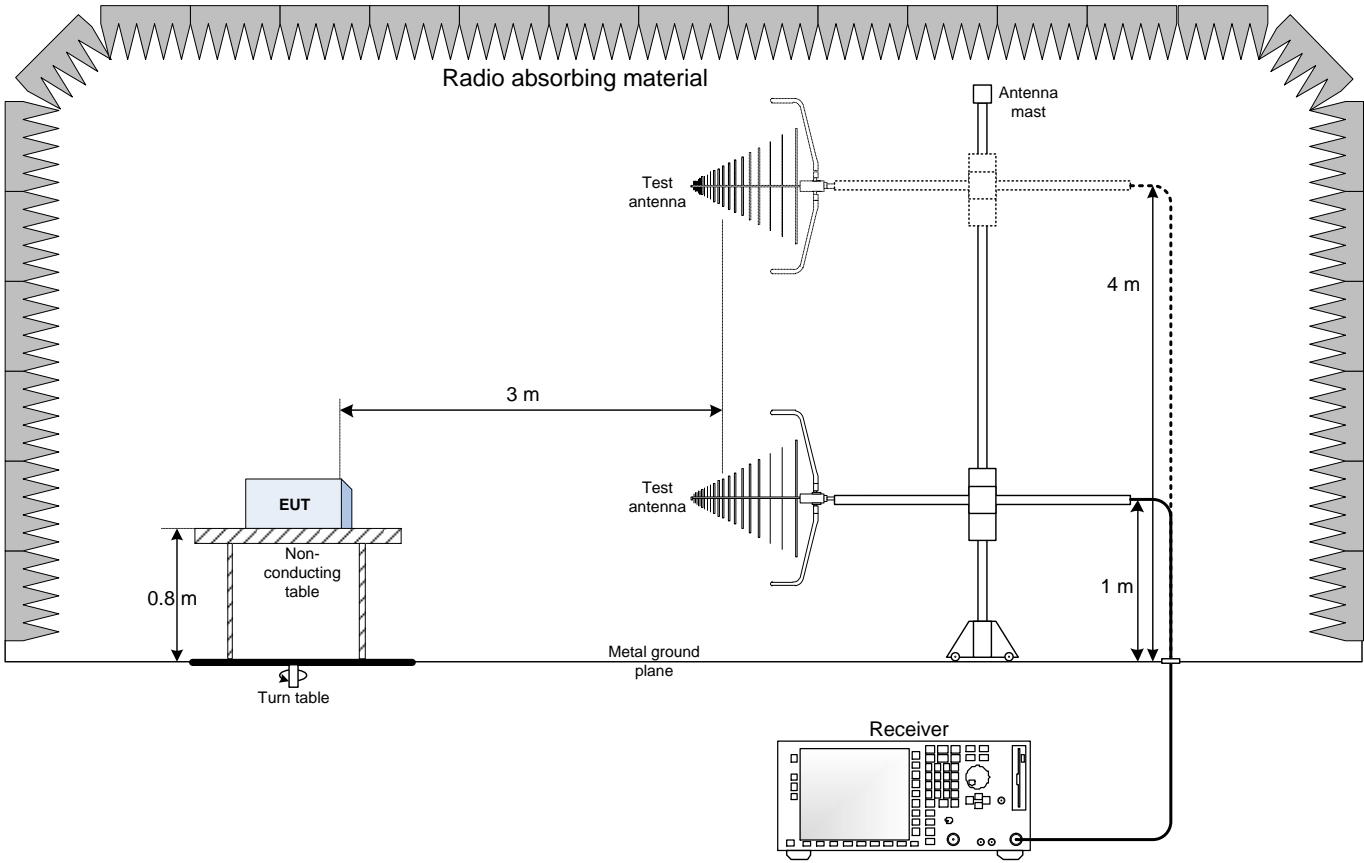 Radio absorbing material
Antenna
mast
Test
antenna
4 m
3 m
Test
antenna
EUT
Non-
conducting
table
0.8 m
1 m
Metal ground
plane
Turn table
Receiver